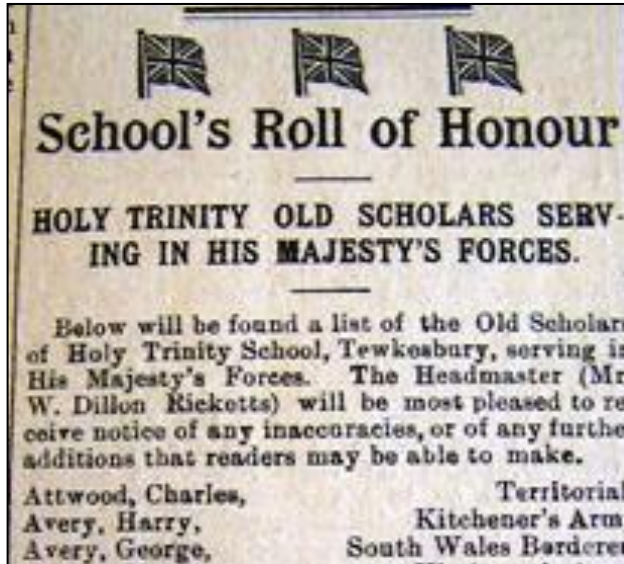 School's Roll of Honour
HOLY TRINITY OLD SCHOLARS SERV-
ING IN HIS MAJESTY'S FORCES.
Below will be found a list of the Old Scholars
of Holy Trinity School, Tewkesbury, serving in
His Majesty's Forces. The Headmaster (Mr
W. Dillon Ricketts) will be most pleased to re
ceive notice of any inaccuracies, or of any furthe
additions that readers may be able to make.
Attwood, Charles, Territorial
Avery, Harry, Kitchener's Arm
Avery, George, South Wales Borderer